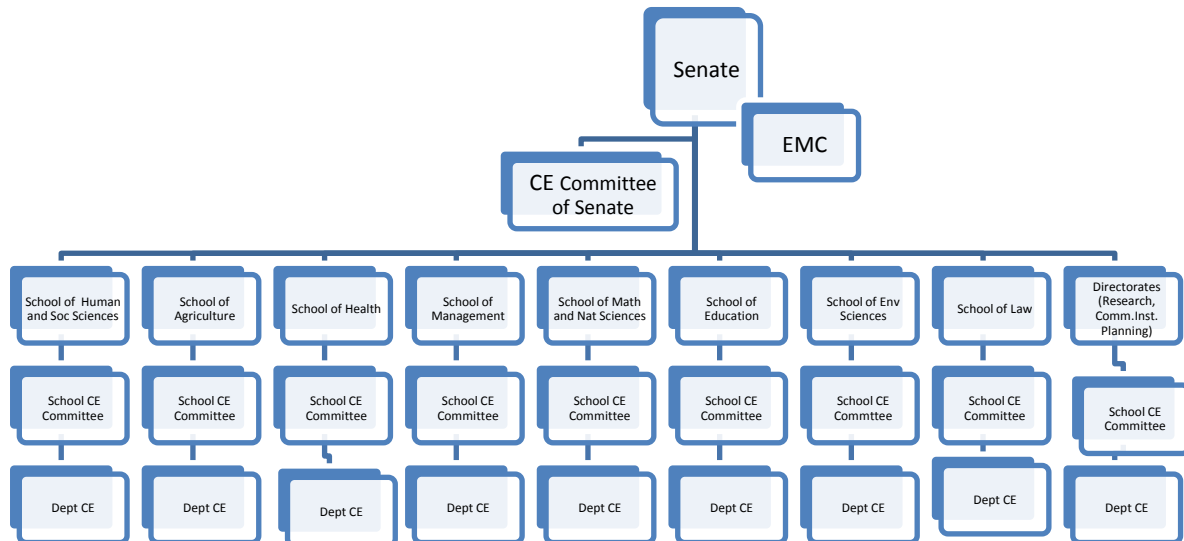 Senate
EMC
CE Committee
of Senate
School of Human
and Soc Sciences
School of
Agriculture
School of Health
School of
Management
School of Math
and Nat Sciences
School of
Education
School of Env
Sciences
School of Law
Directorates
(Research,
Comm.Inst.
Planning)
School CE
Committee
School CE
Committee
School CE
Committee
School CE
Committee
School CE
Committee
School CE
Committee
School CE
Commttee
School CE
Committee
School CE
Committee
Dept CE
Dept CE
Dept CE
Dept CE
Dept CE
Dept CE
Dept CE
Dept CE
Dept CE